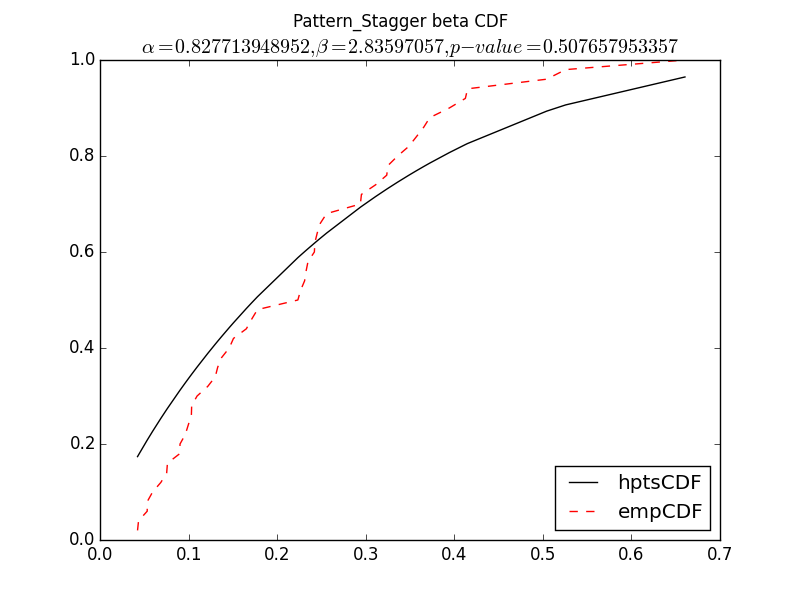 Pattern_Stagger beta CDF
α=0.827713948952,β=2.83597057,p−value=0.507657953357
1.0
0.8
0.6
0.4
0.2
0.0
hptsCDF
empCDF
0.0 0.1 0.2 0.3 0.4 0.5 0.6 0.7